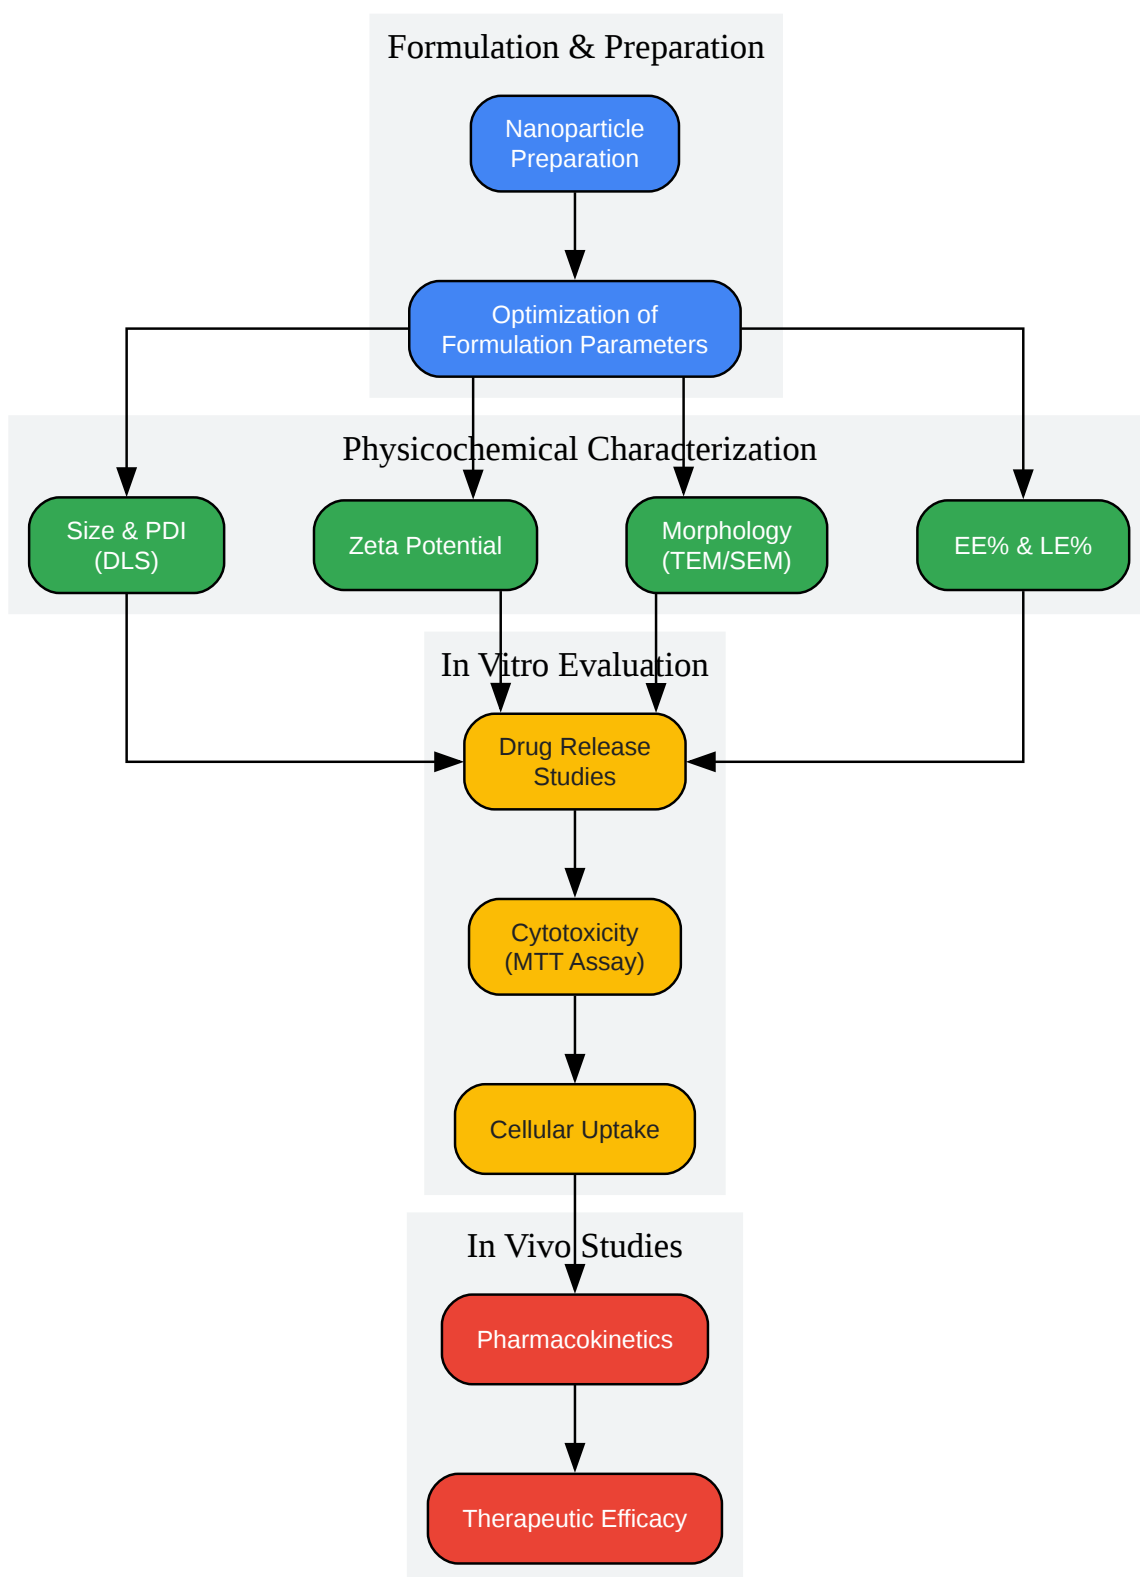 Formulation & Preparation
Nanoparticle
Preparation
Optimization of
Formulation Parameters
Physicochemical Characterization
Size & PDI
(DLS)
Zeta Potential
Morphology
(TEM/SEM)
EE% & LE%
In Vitro Evaluation
Drug Release
Studies
Cytotoxicity
(MTT Assay)
Cellular Uptake
In Vivo Studies
Pharmacokinetics
Therapeutic Efficacy